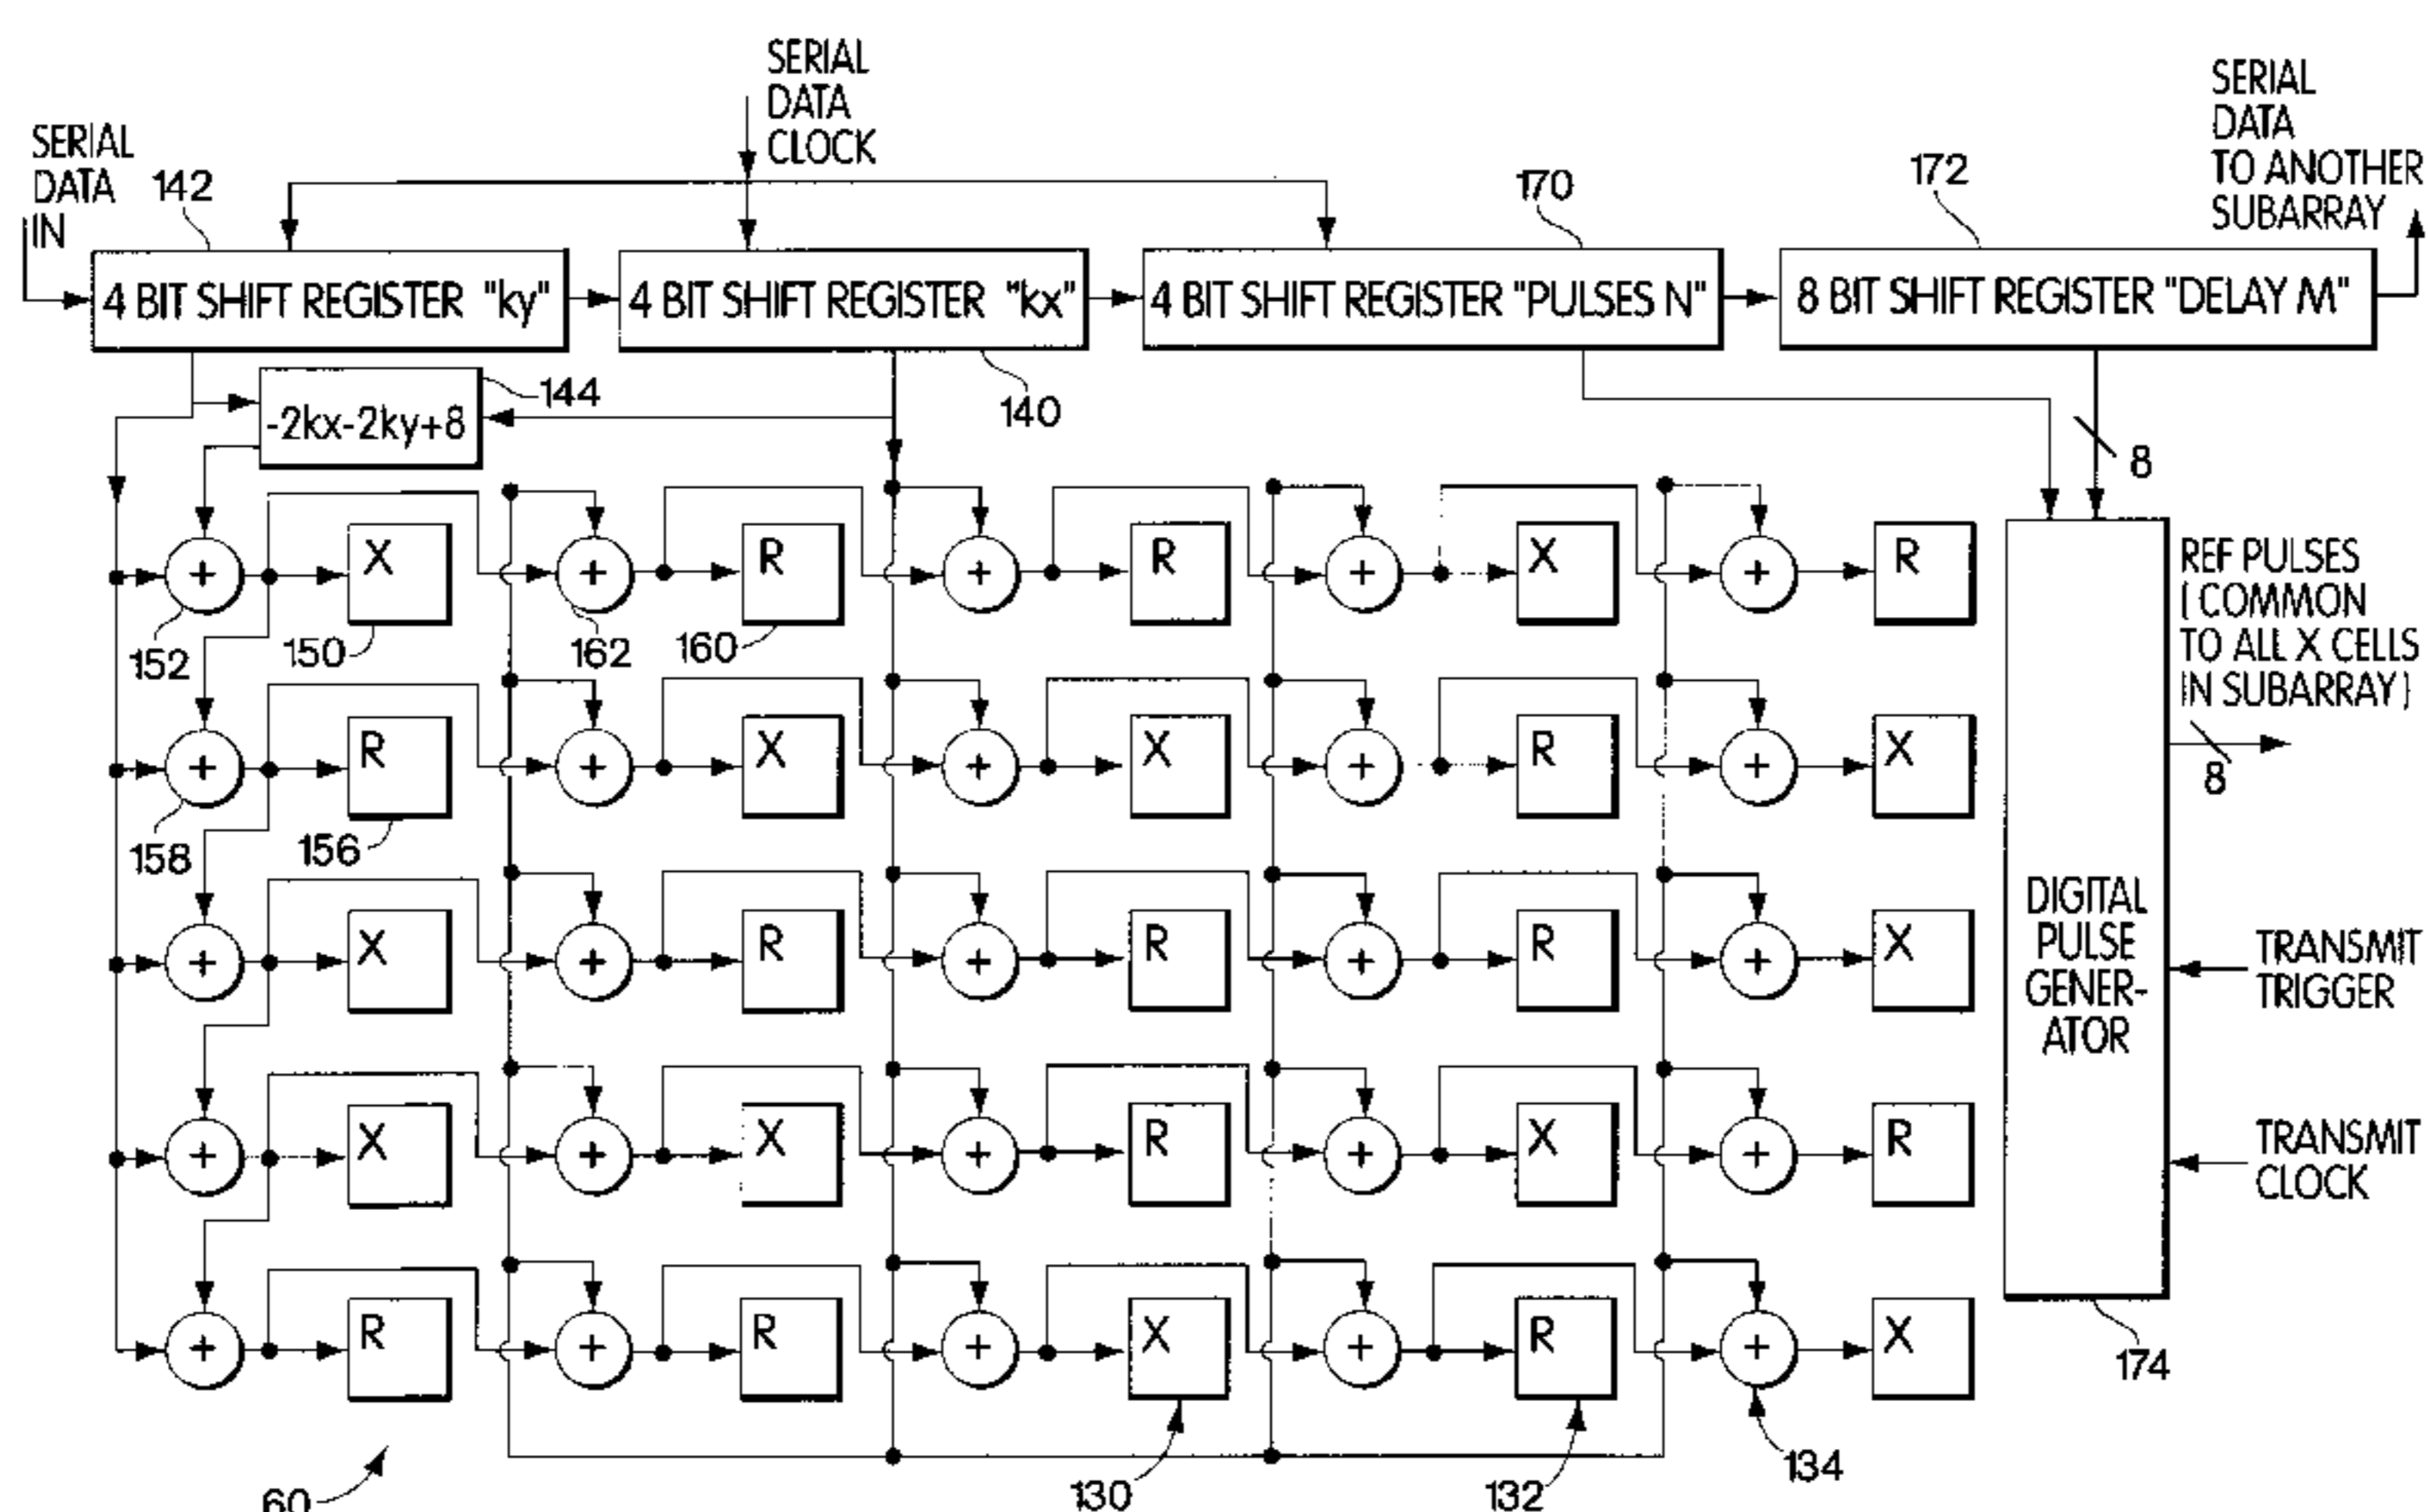 SERIAL
DATA
CLOCK
SERIAL
DATA
TO ANOTHER
SUBARRAY
SERIAL
DATA
IN
142
170
172
4 BIT SHIFT REGISTER "ky"
4 BIT SHIFT REGISTER "kx"
4 BIT SHIFT REGISTER "PULSES N"
8 BIT SHIFT REGISTER "DELAY M"
144
140
-2kx-2ky+8
8
+ X + R + R + X + R
152
150
162
160
REF PULSES
( COMMON
TO ALL X CELLS
IN SUBARRAY)
8
+ R + X + X + R + X
158
156
+ X + R + R + R + X
DIGITAL
PULSE
GENER-
ATOR
TRANSMIT
TRIGGER
+ X + X + R + X + R
TRANSMIT
CLOCK
+ R + R + X + R + X
174
60
130
132
134